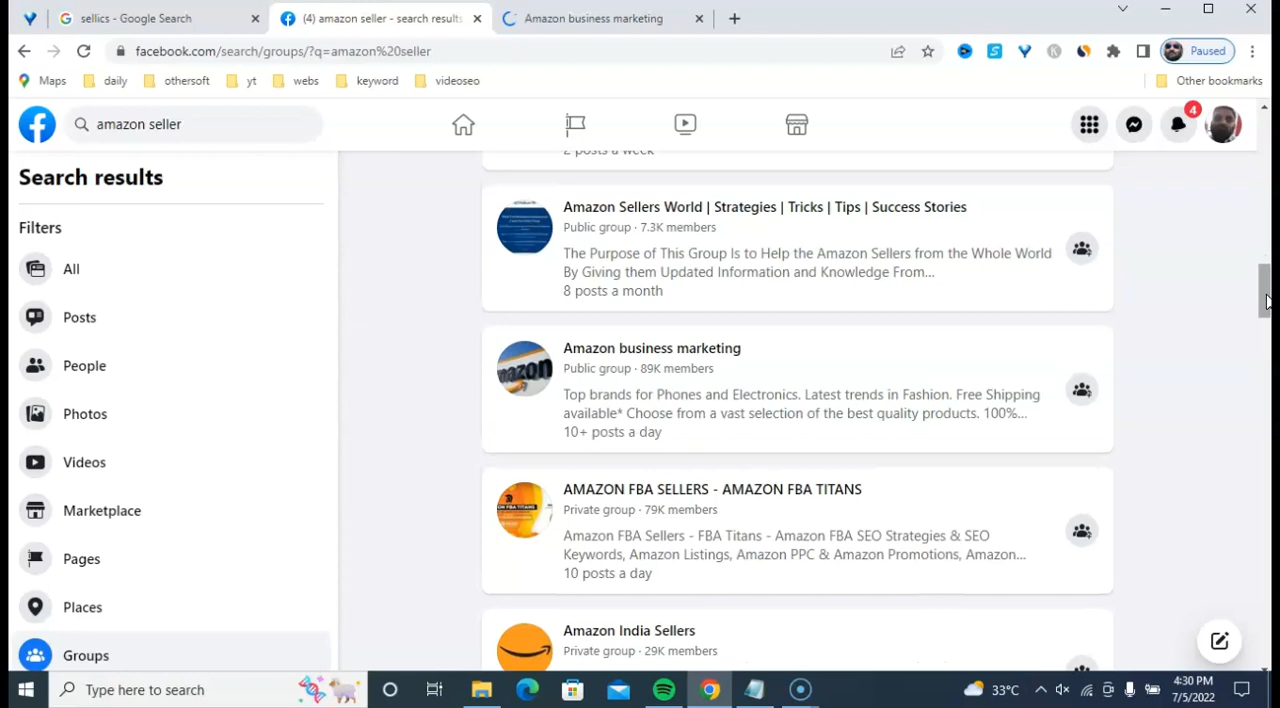 sellics - Google Search
(4) amazon seller - search results
Amazon business marketing
facebook.com/search/groups/?q=amazon%20seller
Paused
Maps
daily
othersoft
yt
webs
keyword
videoseo
Other bookmarks
amazon seller
4
Search results
Filters
All
Posts
People
Photos
Videos
Marketplace
Pages
Places
Groups
2 posts a week
Amazon Sellers World | Strategies | Tricks | Tips | Success Stories
Public group · 7.3K members
The Purpose of This Group Is to Help the Amazon Sellers from the Whole World
By Giving them Updated Information and Knowledge From...
8 posts a month
Amazon business marketing
Public group · 89K members
Top brands for Phones and Electronics. Latest trends in Fashion. Free Shipping
available* Choose from a vast selection of the best quality products. 100%...
10+ posts a day
AMAZON FBA SELLERS - AMAZON FBA TITANS
Private group · 79K members
Amazon FBA Sellers - FBA Titans - Amazon FBA SEO Strategies & SEO
Keywords, Amazon Listings, Amazon PPC & Amazon Promotions, Amazon...
10 posts a day
Amazon India Sellers
Private group · 29K members
Type here to search
33°C
4:30 PM
7/5/2022